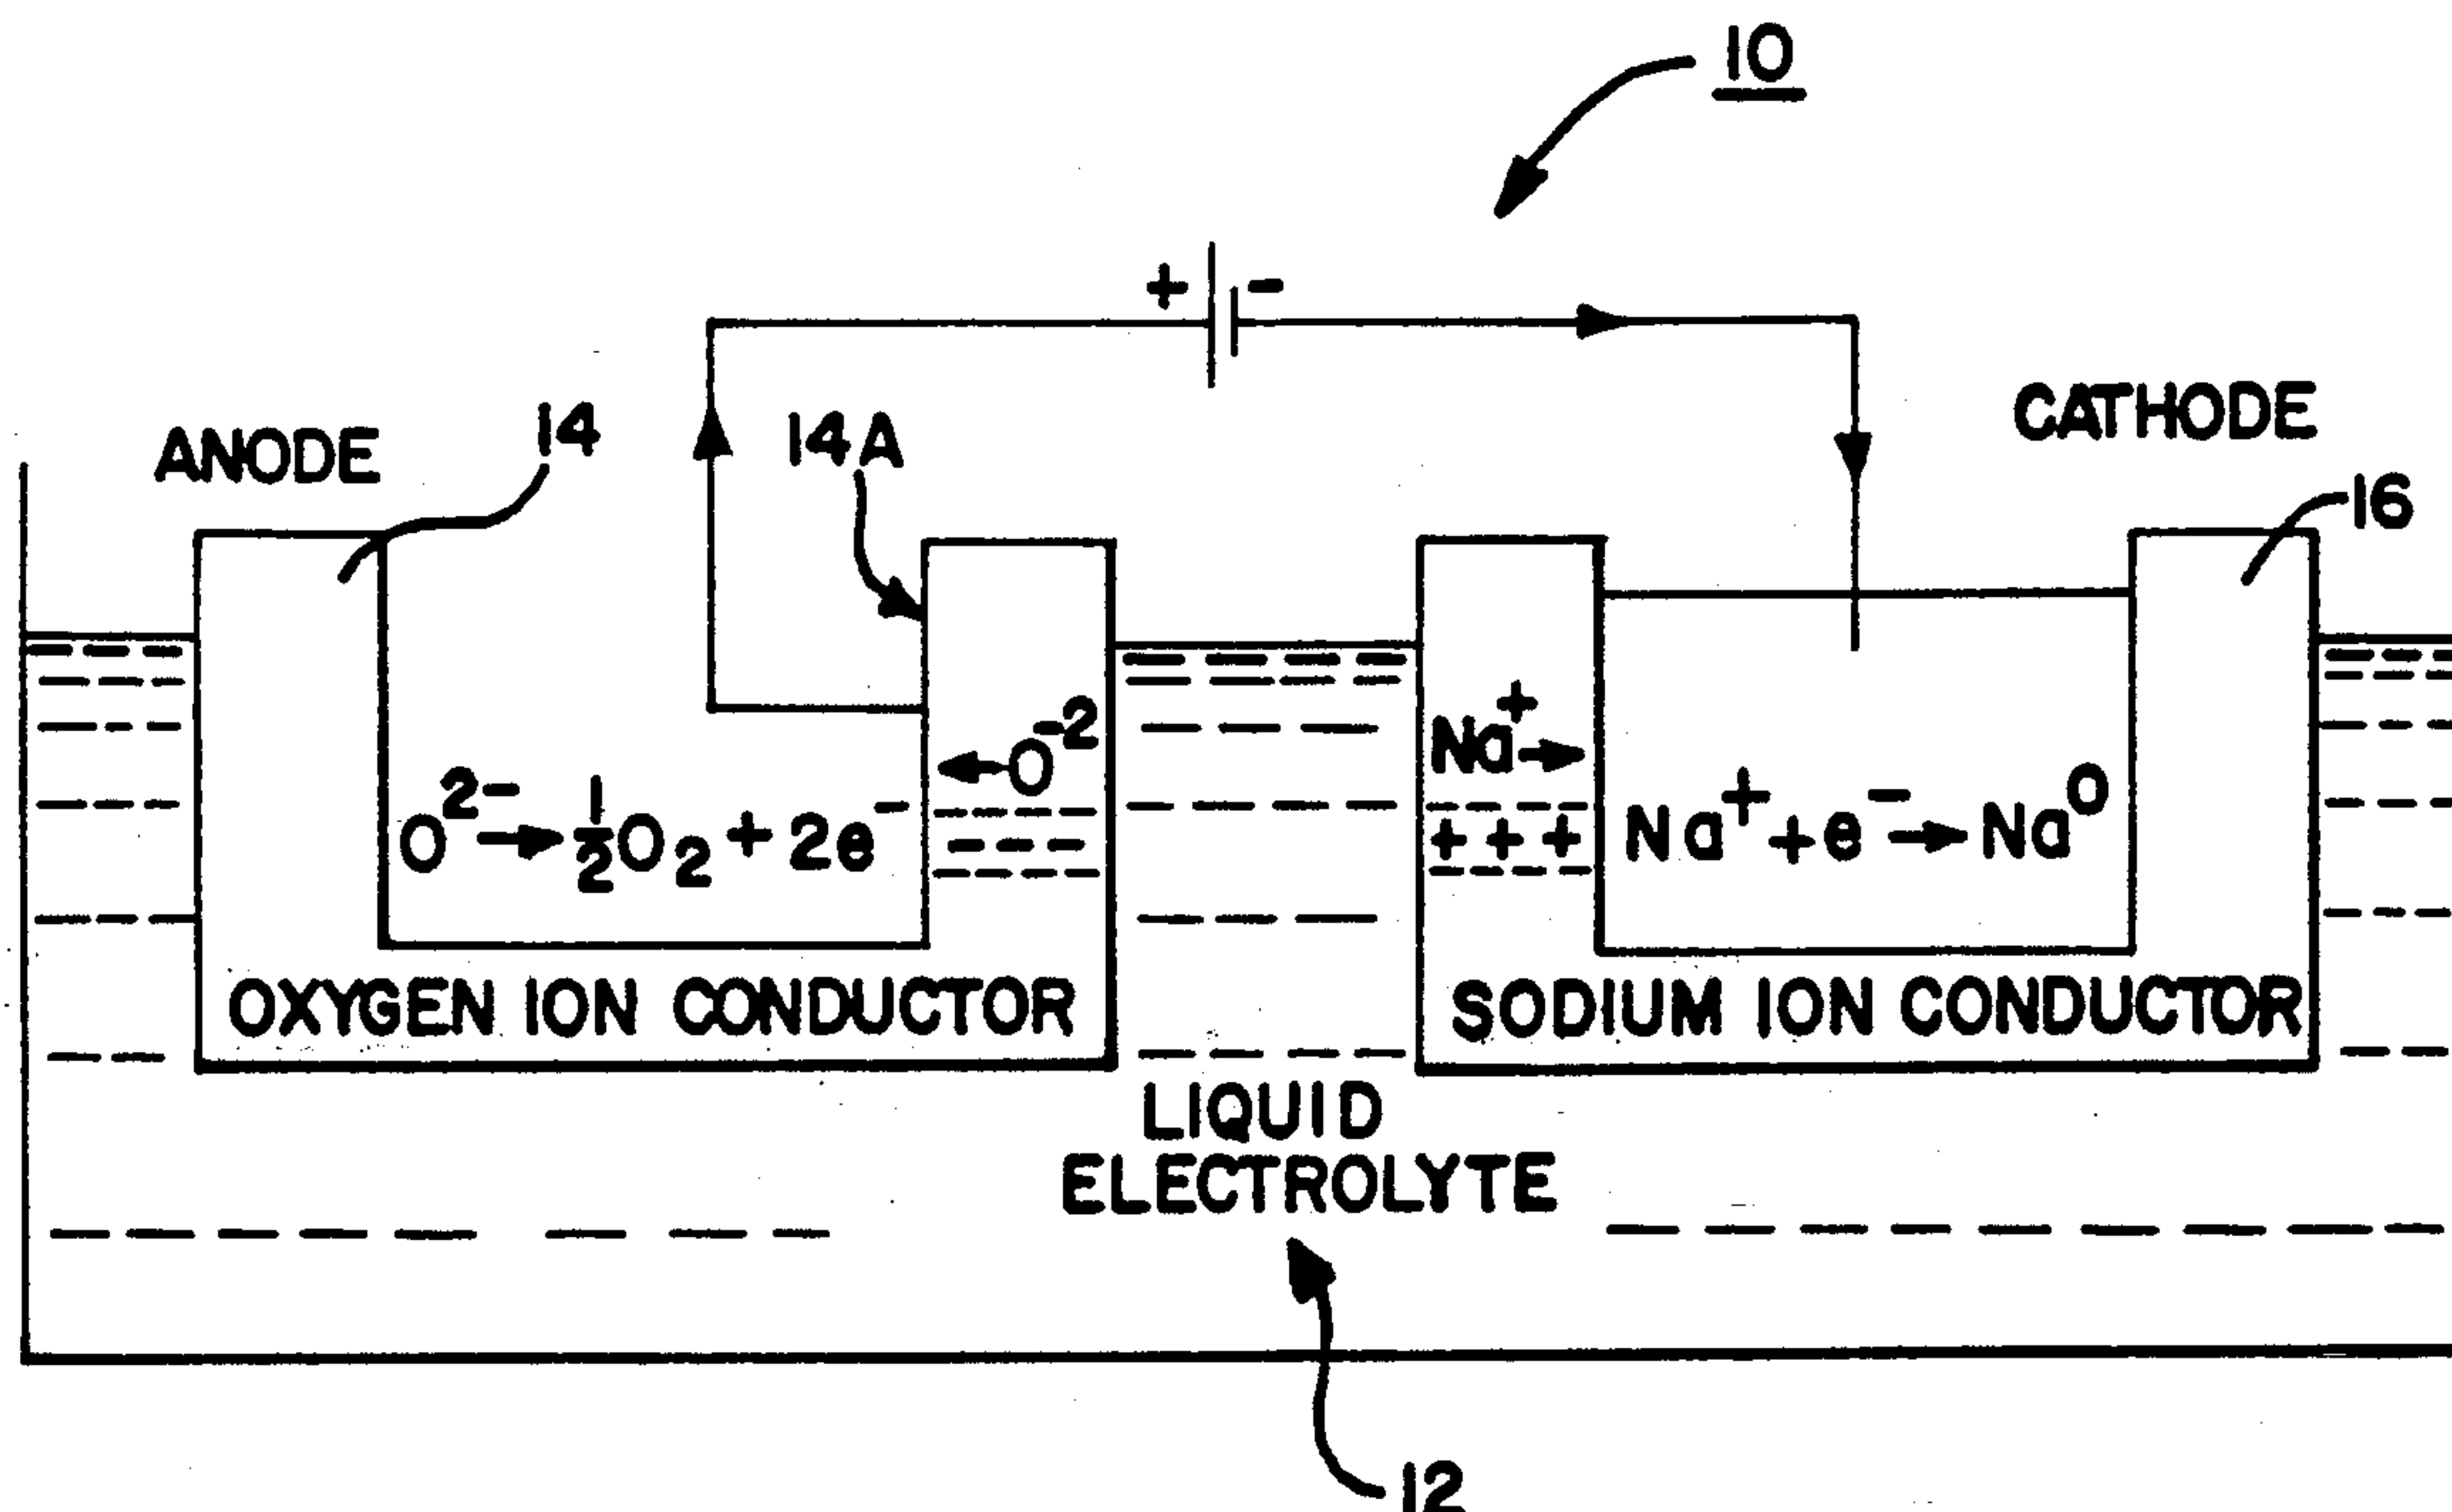 10
+ -
ANODE
14
14A
CATHODE
16
O⁻²
Na⁺→
O²⁻→½O₂+2e⁻
+ + +
Na⁺+e⁻→Na⁰
OXYGEN ION CONDUCTOR
SODIUM ION CONDUCTOR
LIQUID
ELECTROLYTE
12